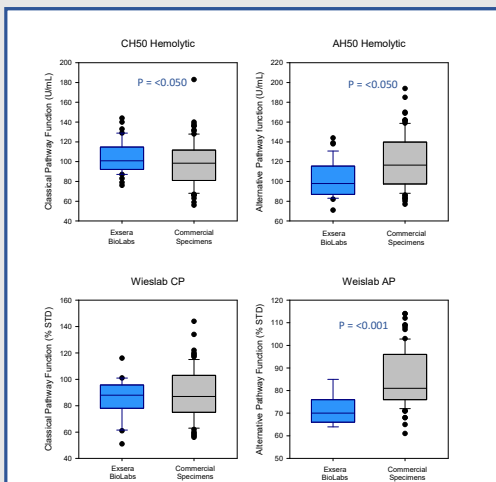 CH50 Hemolytic
Classical Pathway Function (U/mL)
220
200
180
160
140
120
100
80
60
40
P = <0.050
Exsera
BioLabs
Commercial
Specimens
AH50 Hemolytic
Alternative Pathway function (U/mL)
220
200
180
160
140
120
100
80
60
P = <0.050
Exsera
BioLabs
Commercial
Specimens
Wieslab CP
Classical Pathway Function (% STD)
160
140
120
100
80
60
40
Exsera
BioLabs
Commercial
Specimens
Weislab AP
Alternative Pathway Function (% STD)
120
110
100
90
80
70
60
50
P = <0.001
Exsera
BioLabs
Commercial
Specimens